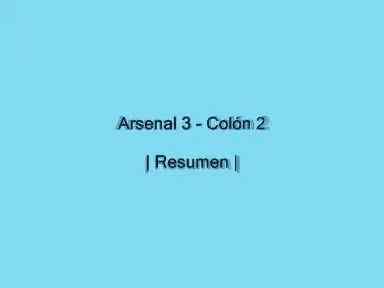 Arsenal 3 - Colón 2
| Resumen |